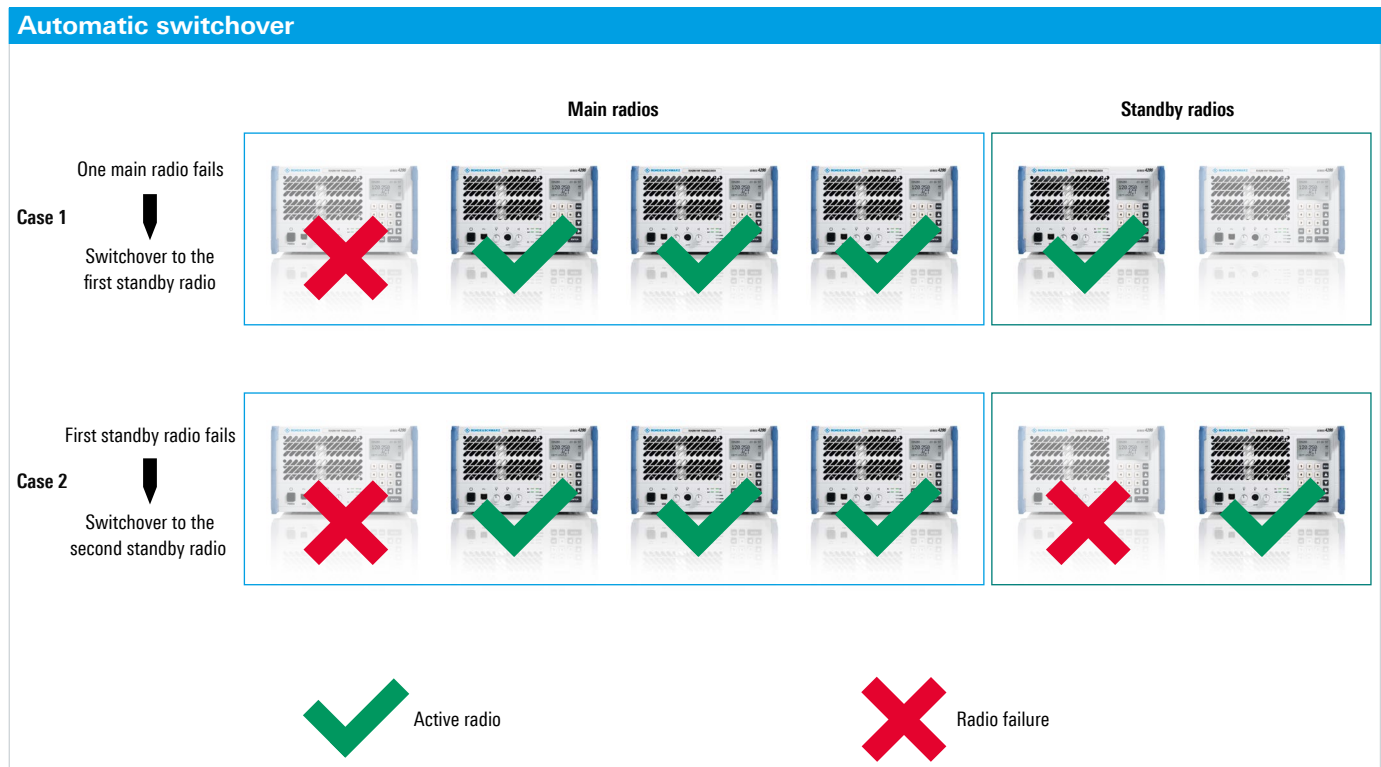 Automatic switchover
Main radios
Standby radios
One main radio fails
Case 1
Switchover to the
first standby radio
First standby radio fails
Case 2
Switchover to the
second standby radio
Active radio
Radio failure